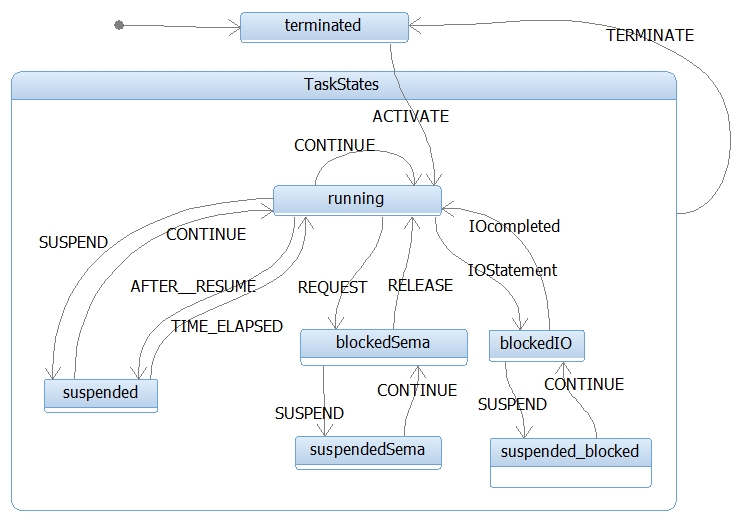 terminated
TERMINATE
TaskStates
ACTIVATE
CONTINUE
running
IOcompleted
SUSPEND
CONTINUE
IOStatement
AFTER__RESUME
REQUEST
RELEASE
TIME_ELAPSED
blockedSema
blockedIO
suspended
CONTINUE
CONTINUE
SUSPEND
SUSPEND
suspendedSema
suspended_blocked